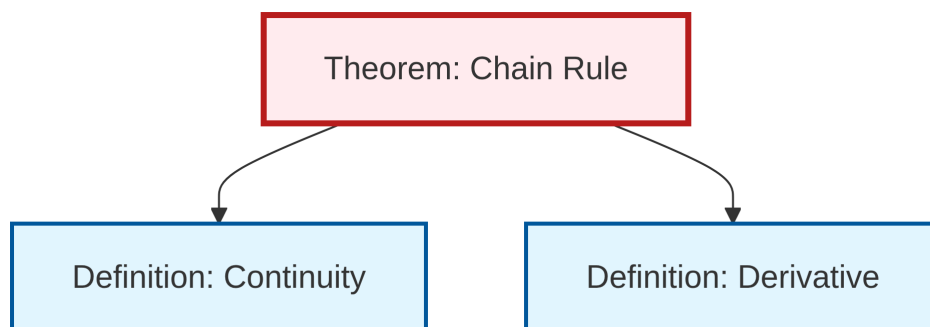 Theorem: Chain Rule
Definition: Continuity
Definition: Derivative